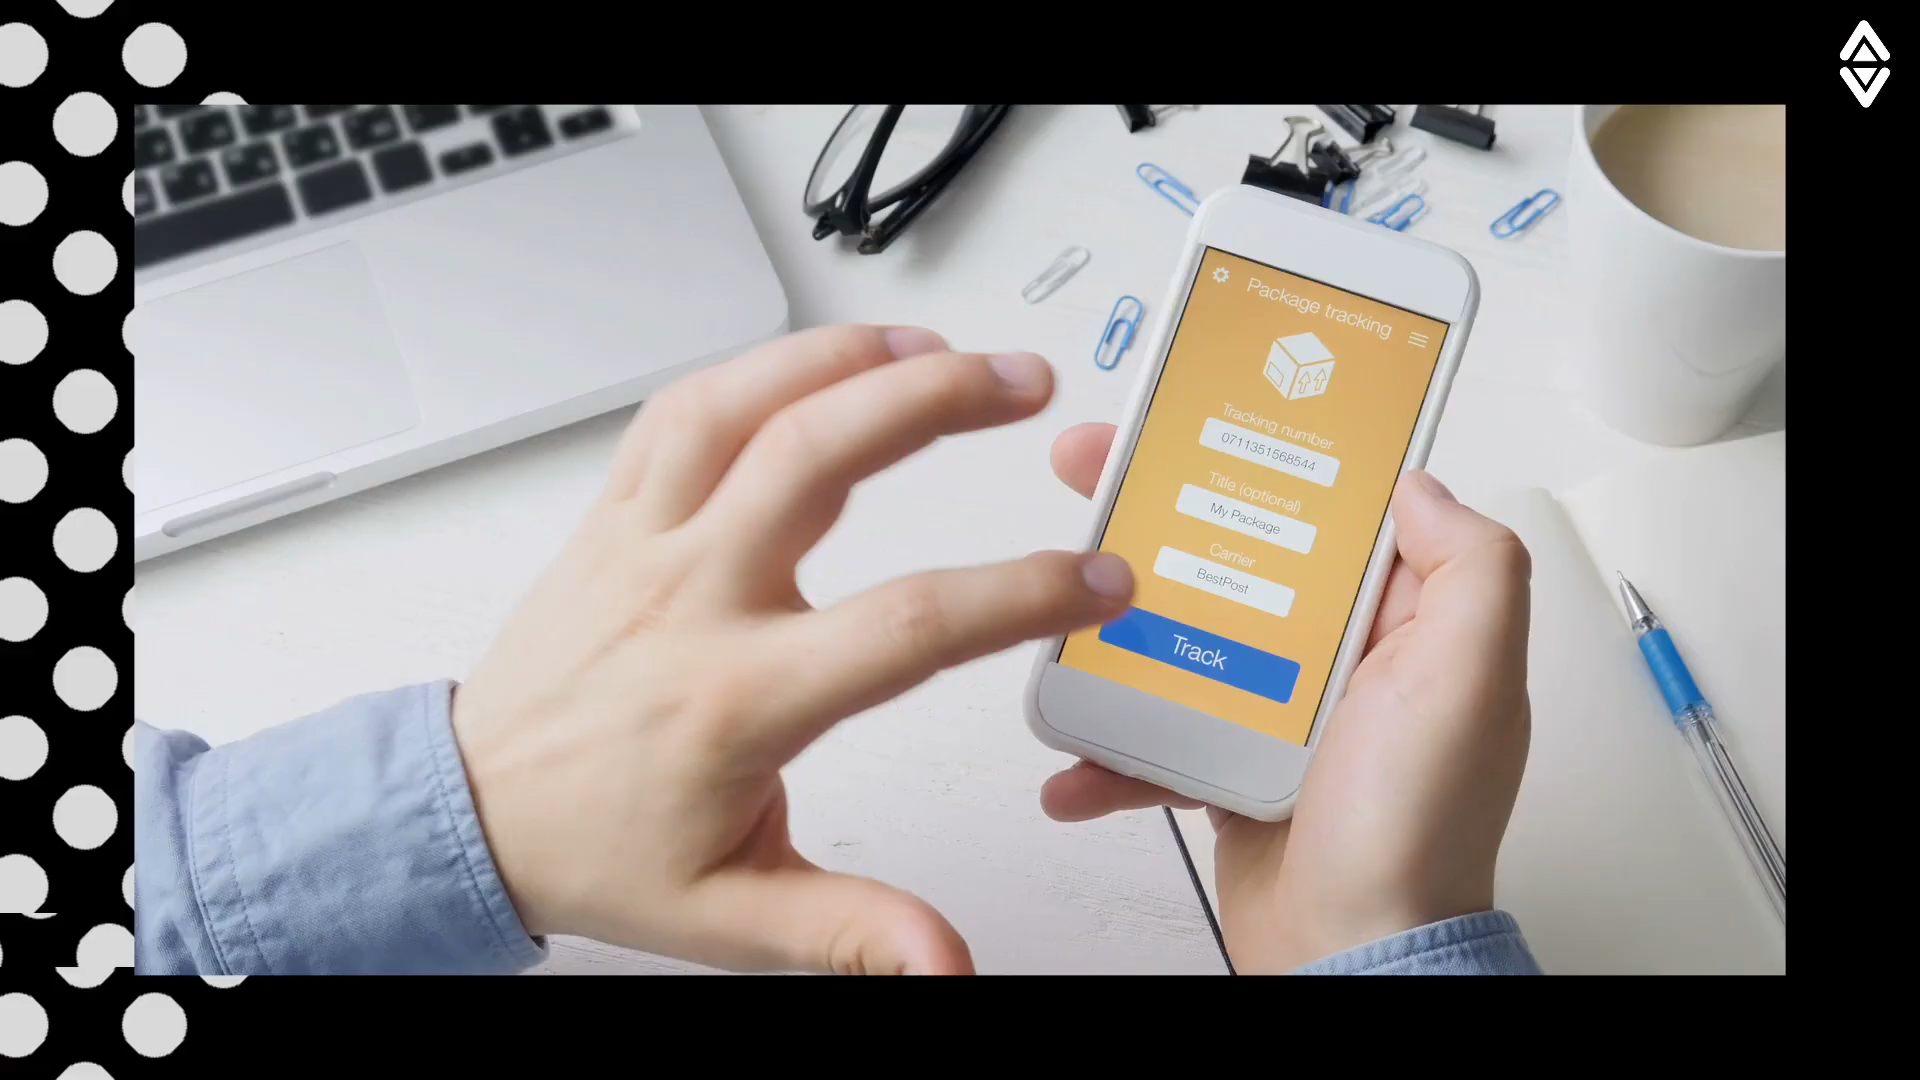 Package tracking
Tracking number
0711351568544
Title (optional)
My Package
Carrier
BestPost
Track